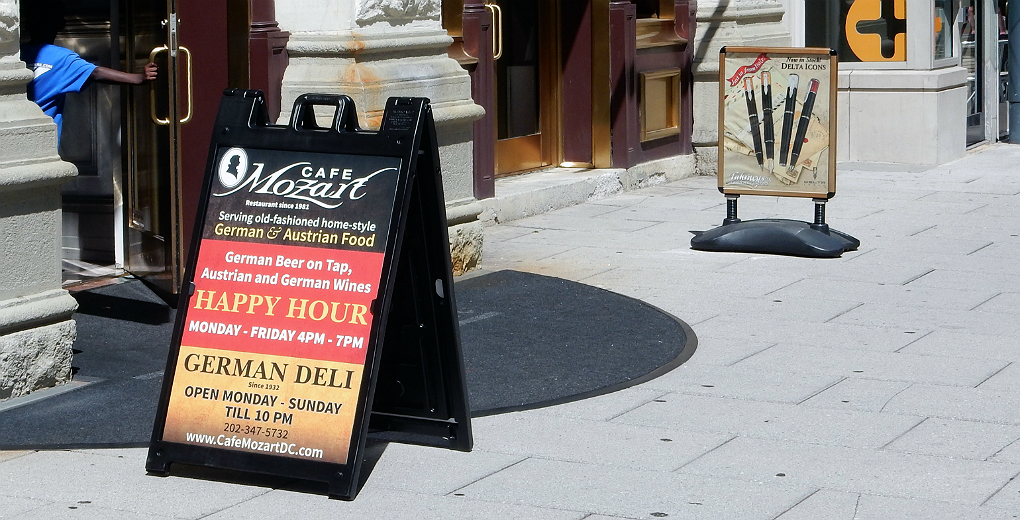 CAFE
Mozart
Restaurant since 1981
Serving old-fashioned home-style
German & Austrian Food
German Beer on Tap,
Austrian and German Wines
HAPPY HOUR
MONDAY - FRIDAY 4PM - 7PM
GERMAN DELI
Since 1932
OPEN MONDAY - SUNDAY
TILL 10 PM
202-347-5732
www.CafeMozartDC.com
Now in Stock!
DELTA ICONS
Fahrney's